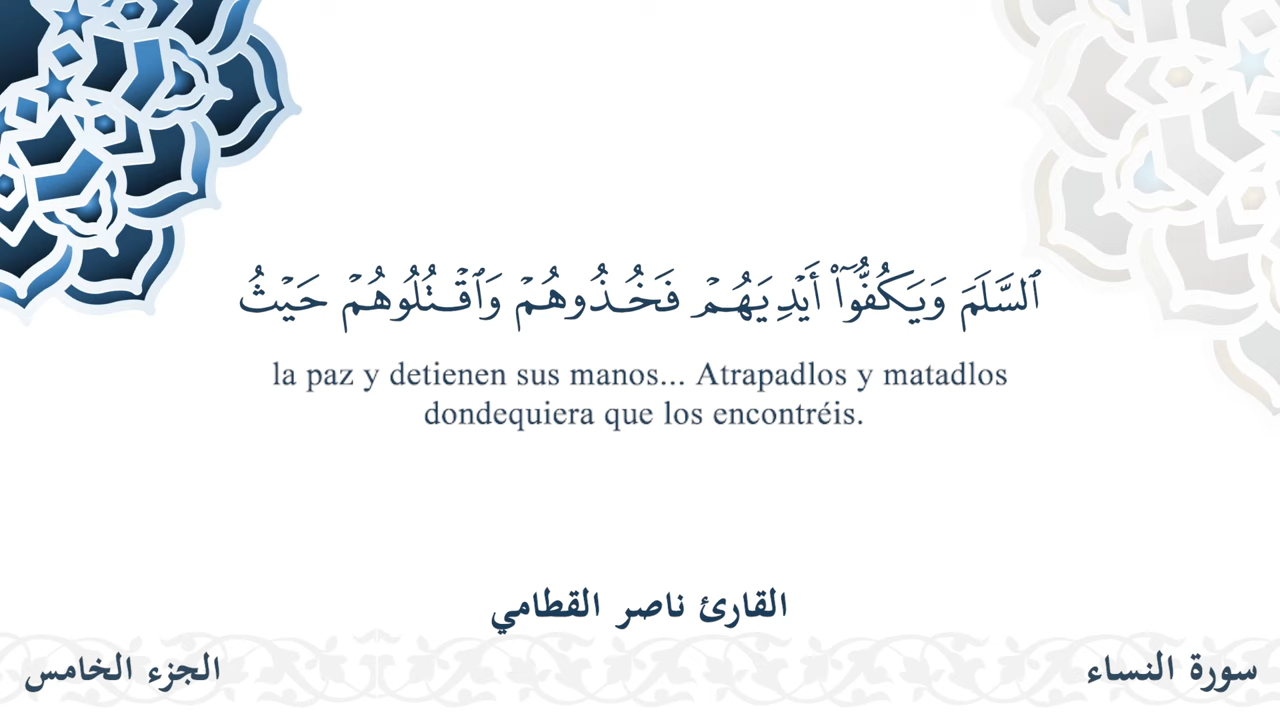 ٱلسَّلَمَ وَيَكُفُّوٓا۟ أَيْدِيَهُمْ فَخُذُوهُمْ وَٱقْتُلُوهُمْ حَيْثُ
la paz y detienen sus manos... Atrapadlos y matadlos
dondequiera que los encontréis.
القارئ ناصر القطامي
سورة النساء
الجزء الخامس